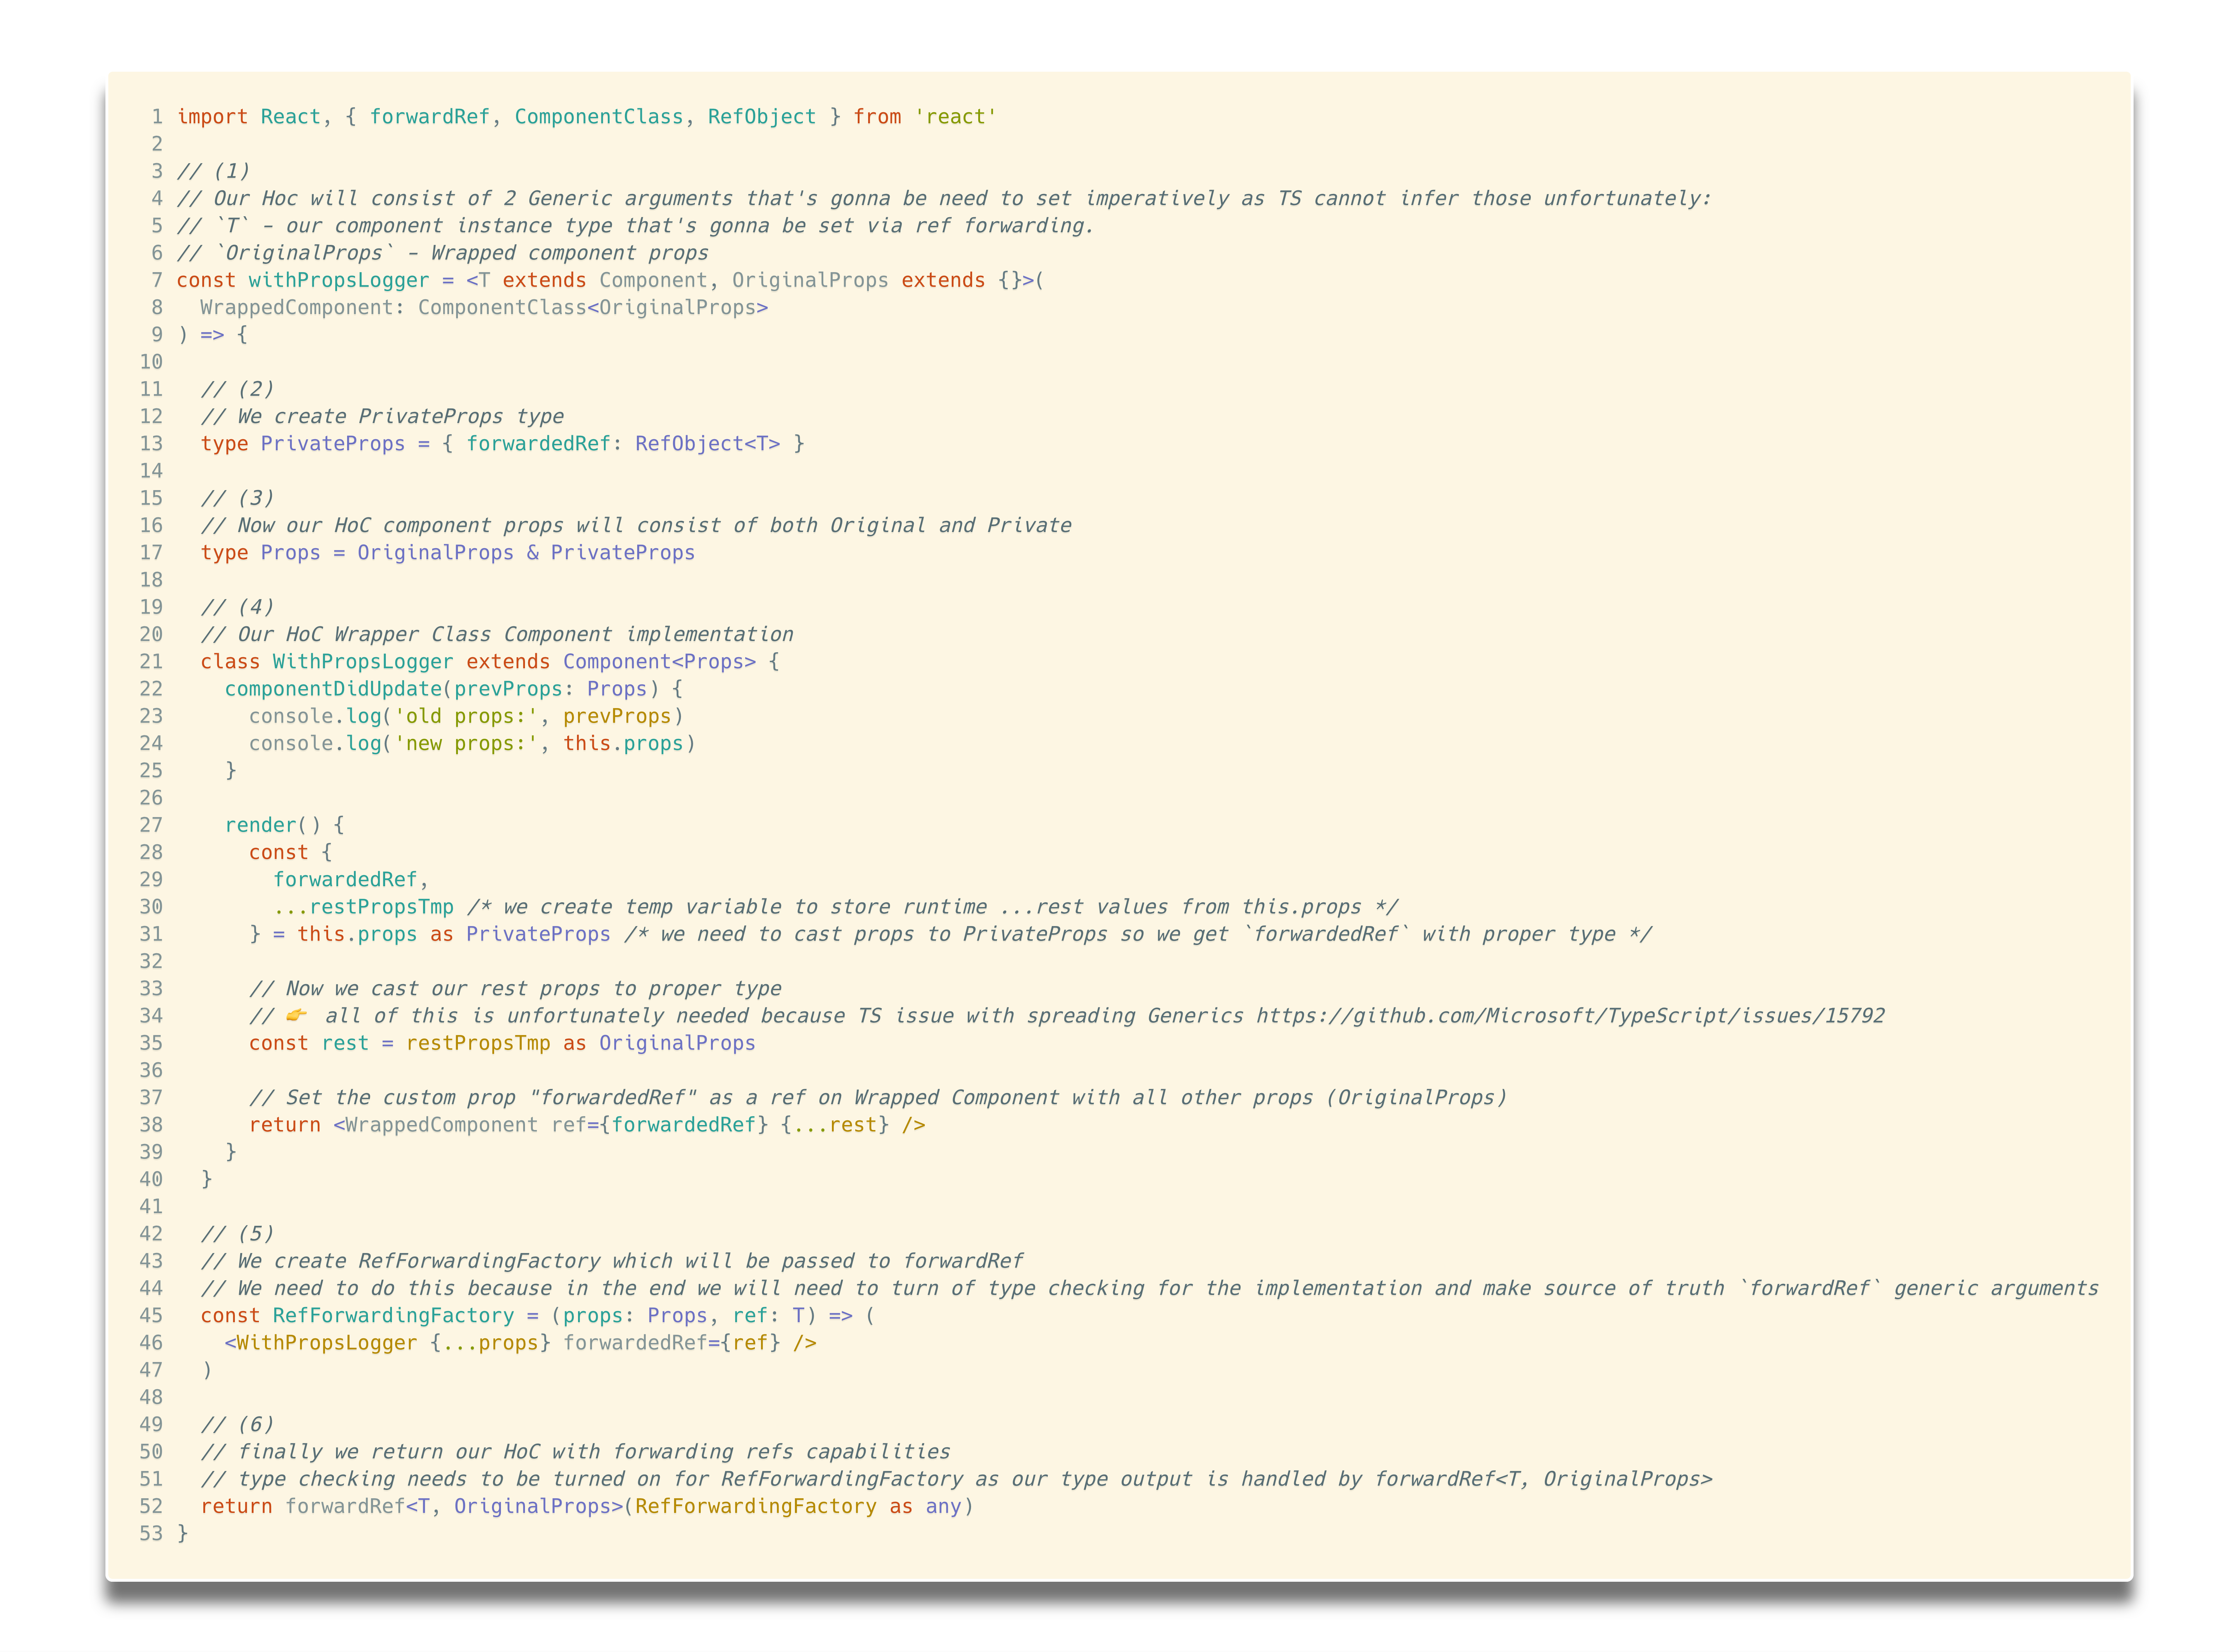 1 import React, { forwardRef, ComponentClass, RefObject } from 'react'
2
3 // (1)
4 // Our Hoc will consist of 2 Generic arguments that's gonna be need to set imperatively as TS cannot infer those unfortunately:
5 // `T` - our component instance type that's gonna be set via ref forwarding.
6 // `OriginalProps` - Wrapped component props
7 const withPropsLogger = <T extends Component, OriginalProps extends {}>(
8   WrappedComponent: ComponentClass<OriginalProps>
9 ) => {
10
11   // (2)
12   // We create PrivateProps type
13   type PrivateProps = { forwardedRef: RefObject<T> }
14
15   // (3)
16   // Now our HoC component props will consist of both Original and Private
17   type Props = OriginalProps & PrivateProps
18
19   // (4)
20   // Our HoC Wrapper Class Component implementation
21   class WithPropsLogger extends Component<Props> {
22     componentDidUpdate(prevProps: Props) {
23       console.log('old props:', prevProps)
24       console.log('new props:', this.props)
25     }
26
27     render() {
28       const {
29         forwardedRef,
30         ...restPropsTmp /* we create temp variable to store runtime ...rest values from this.props */
31       } = this.props as PrivateProps /* we need to cast props to PrivateProps so we get `forwardedRef` with proper type */
32
33       // Now we cast our rest props to proper type
34       // 👉 all of this is unfortunately needed because TS issue with spreading Generics https://github.com/Microsoft/TypeScript/issues/15792
35       const rest = restPropsTmp as OriginalProps
36
37       // Set the custom prop "forwardedRef" as a ref on Wrapped Component with all other props (OriginalProps)
38       return <WrappedComponent ref={forwardedRef} {...rest} />
39     }
40   }
41
42   // (5)
43   // We create RefForwardingFactory which will be passed to forwardRef
44   // We need to do this because in the end we will need to turn of type checking for the implementation and make source of truth `forwardRef` generic arguments
45   const RefForwardingFactory = (props: Props, ref: T) => (
46     <WithPropsLogger {...props} forwardedRef={ref} />
47   )
48
49   // (6)
50   // finally we return our HoC with forwarding refs capabilities
51   // type checking needs to be turned on for RefForwardingFactory as our type output is handled by forwardRef<T, OriginalProps>
52   return forwardRef<T, OriginalProps>(RefForwardingFactory as any)
53 }